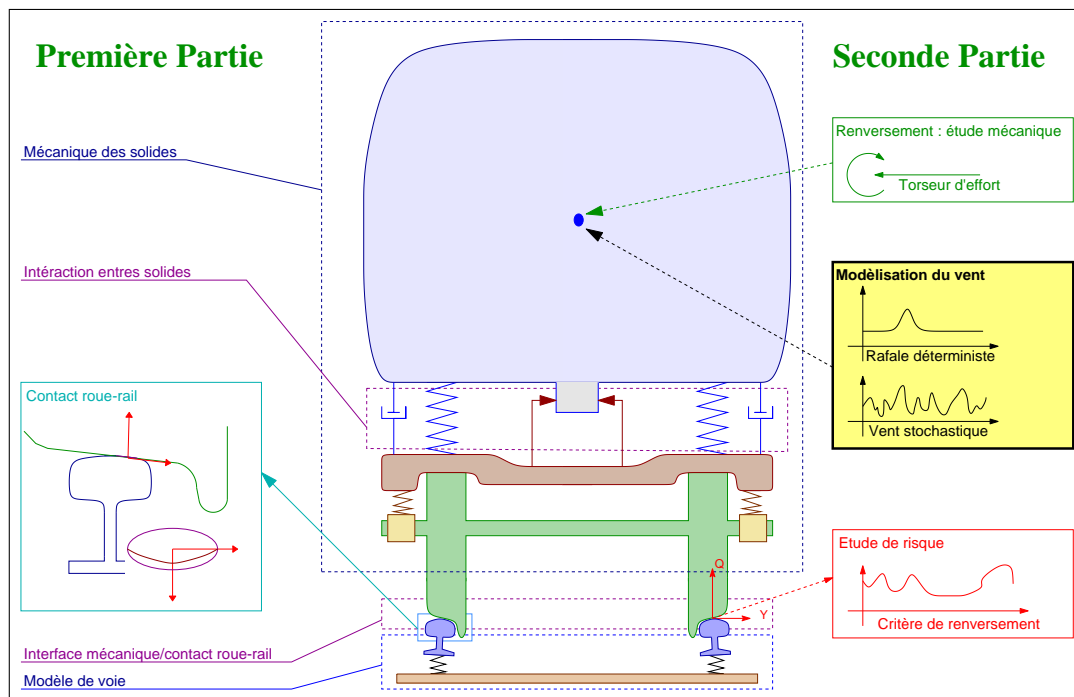 Première Partie
Seconde Partie
Mécanique des solides
Intéraction entres solides
Contact roue-rail
Interface mécanique/contact roue-rail
Modèle de voie
Renversement : étude mécanique
Torseur d'effort
Modèlisation du vent
Rafale déterministe
Vent stochastique
Etude de risque
Critère de renversement
Q
Y